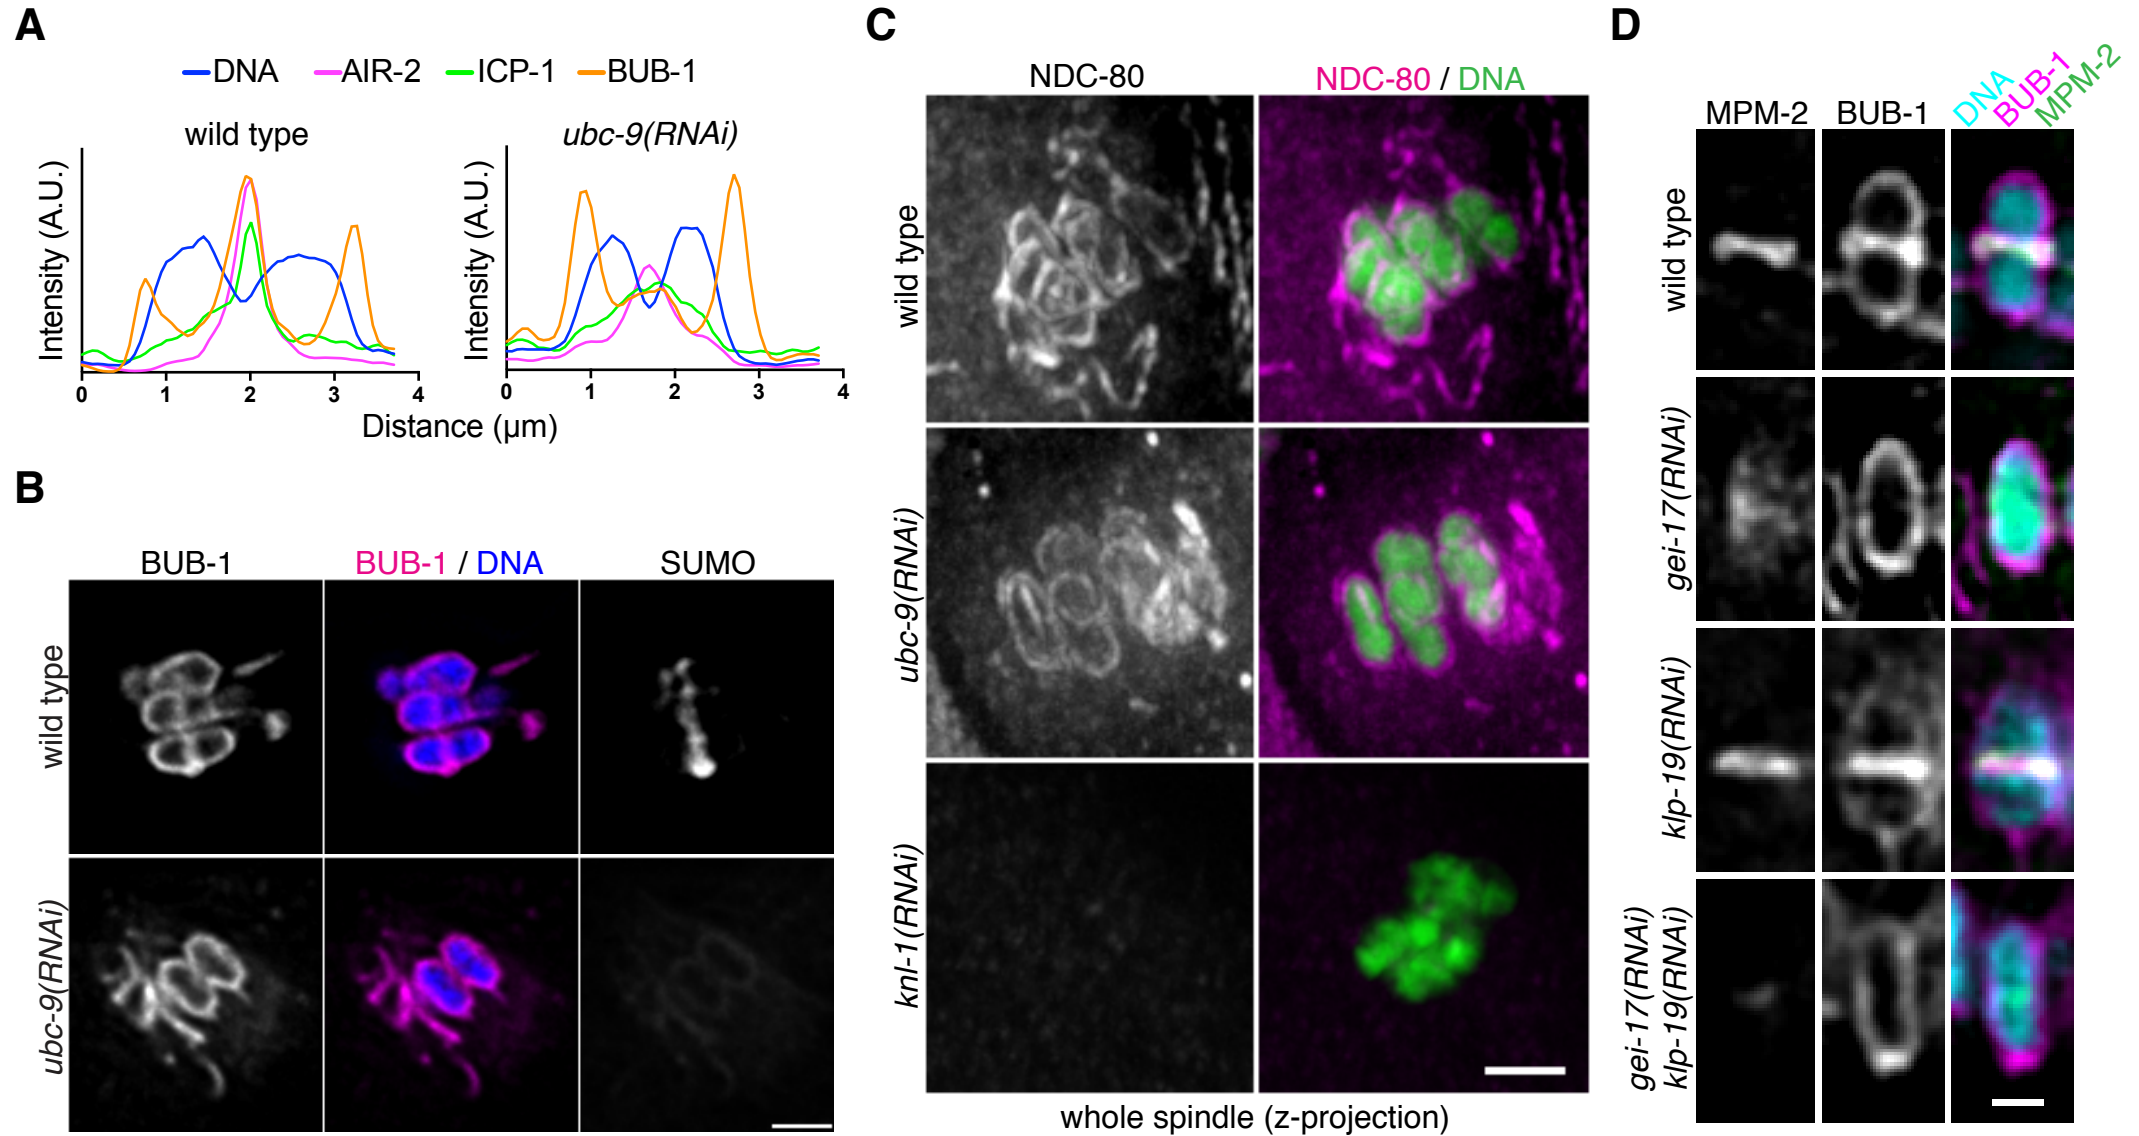 A
DNA AIR-2 ICP-1 BUB-1
wild type
Intensity (A.U.)
0 1 2 3 4
ubc-9(RNAi)
Intensity (A.U.)
0 1 2 3 4
Distance (µm)
B
BUB-1 BUB-1 / DNA SUMO
wild type
ubc-9(RNAi)
C
NDC-80 NDC-80 / DNA
wild type
ubc-9(RNAi)
knl-1(RNAi)
whole spindle (z-projection)
D
MPM-2 BUB-1 DNA BUB-1 MPM-2
wild type
gei-17(RNAi)
klp-19(RNAi)
gei-17(RNAi)
klp-19(RNAi)